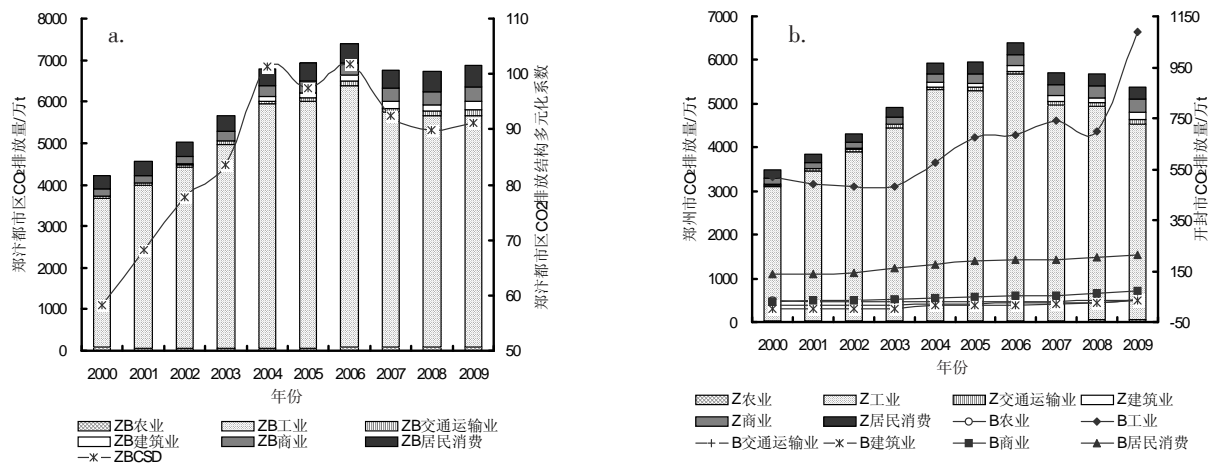 a.
郑汴都市区CO2排放量/万t
8000
7000
6000
5000
4000
3000
2000
1000
0
110
100
90
80
70
60
50
郑汴都市区CO2排放结构多元化系数
2000 2001 2002 2003 2004 2005 2006 2007 2008 2009
年份
ZB农业 ZB工业 ZB交通运输业
ZB建筑业 ZB商业 ZB居民消费
ZBCSD
b.
郑州市CO2排放量/万t
7000
6000
5000
4000
3000
2000
1000
0
1150
950
750
550
350
150
-50
开封市CO2排放量/万t
2000 2001 2002 2003 2004 2005 2006 2007 2008 2009
年份
Z农业 Z工业 Z交通运输业 Z建筑业
Z商业 Z居民消费 B农业 B工业
B交通运输业 B建筑业 B商业 B居民消费